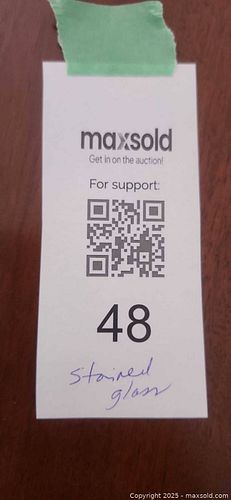 maxsold
Get in on the auction!
For support:
48
stained
glass
Copyright © 2025 - maxsold.com